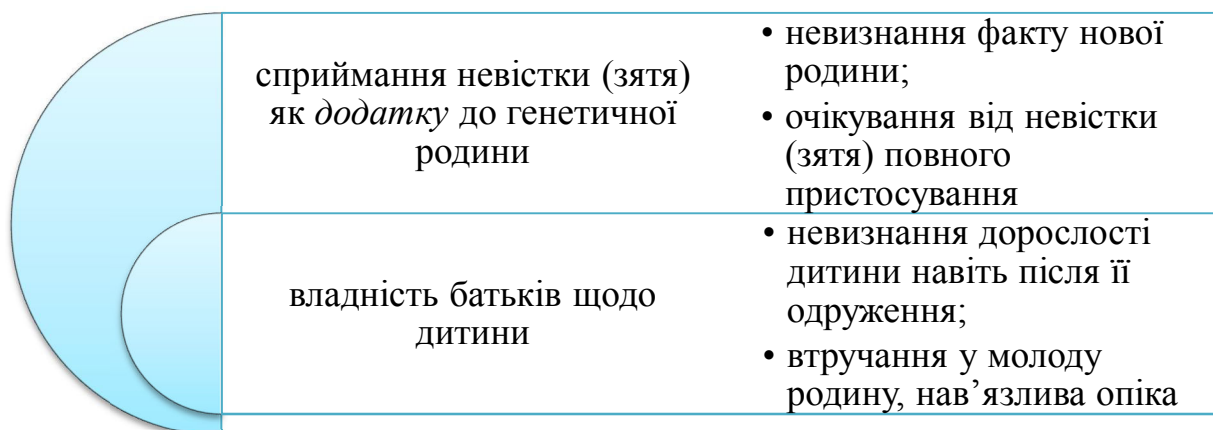 сприймання невістки (зятя)
як додатку до генетичної
родини
• невизнання факту нової
родини;
• очікування від невістки
(зятя) повного
пристосування
владність батьків щодо
дитини
• невизнання дорослості
дитини навіть після її
одруження;
• втручання у молоду
родину, нав’язлива опіка